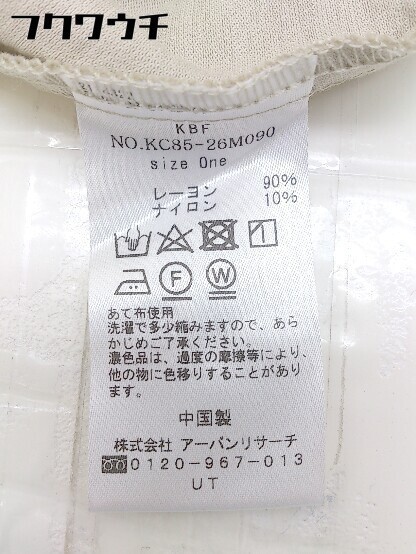 フクワウチ
KBF
NO.KC85-26M090
size One
レーヨン 90%
ナイロン 10%
F W
あて布使用
洗濯で多少縮みますので、あら
かじめご了承ください。
濃色品は、過度の摩擦等により、
他の物に色移りすることがあり
ます。
中国製
株式会社 アーバンリサーチ
0120-967-013
UT